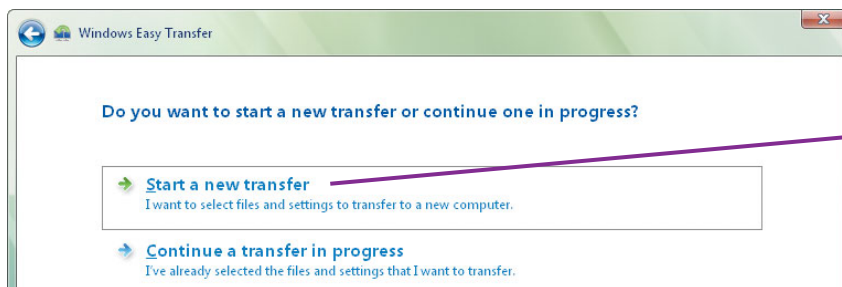 Windows Easy Transfer
Do you want to start a new transfer or continue one in progress?
Start a new transfer
I want to select files and settings to transfer to a new computer.
Continue a transfer in progress
I've already selected the files and settings that I want to transfer.